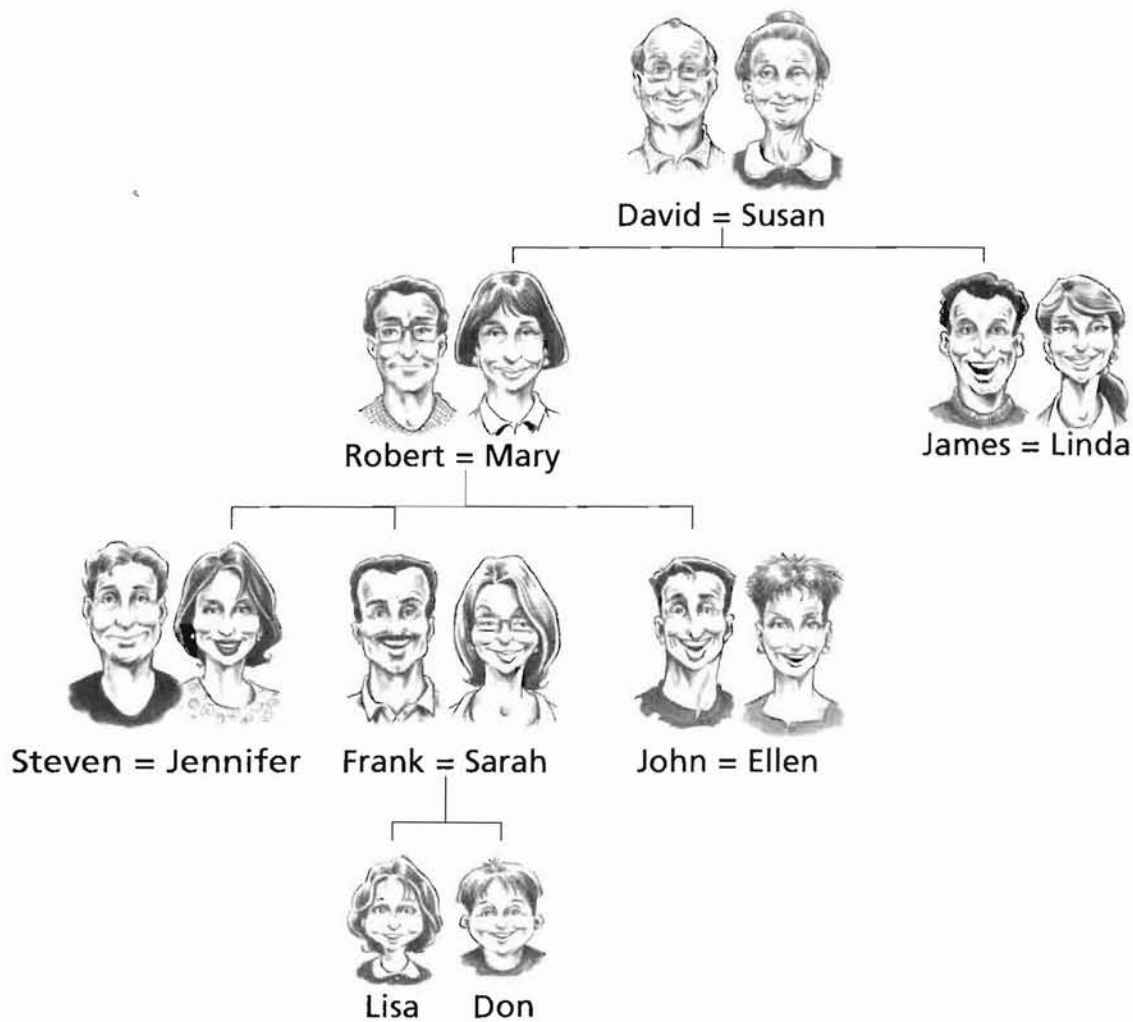 David = Susan
Robert = Mary
James = Linda
Steven = Jennifer
Frank = Sarah
John = Ellen
Lisa
Don